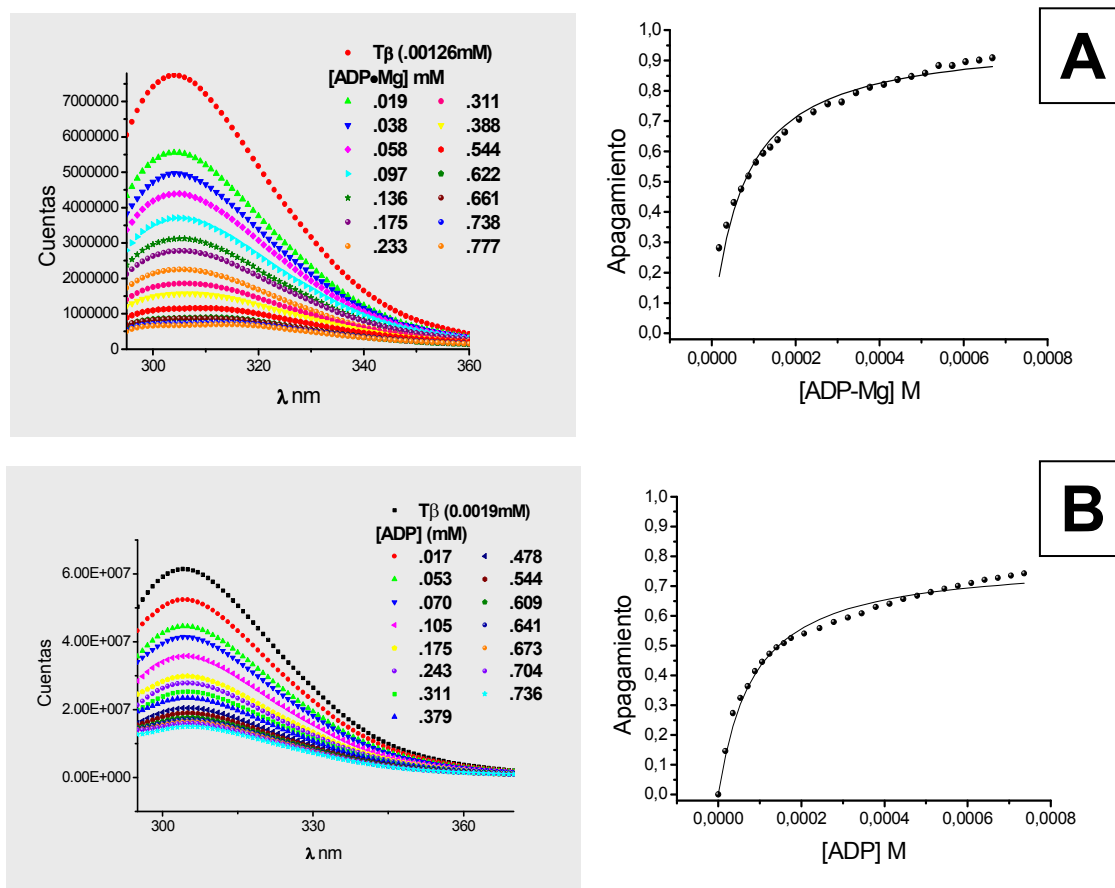 Tβ (.00126mM)
[ADP●Mg] mM
.019 .311
.038 .388
.058 .544
.097 .622
.136 .661
.175 .738
.233 .777
7000000
6000000
5000000
4000000
3000000
2000000
1000000
0
Cuentas
300 320 340 360
λ nm
1,0
0,9
0,8
0,7
0,6
0,5
0,4
0,3
0,2
0,1
0,0
Apagamiento
0,0000 0,0002 0,0004 0,0006 0,0008
[ADP-Mg] M
A
Tβ (0.0019mM)
[ADP] (mM)
.017 .478
.053 .544
.070 .609
.105 .641
.175 .673
.243 .704
.311 .736
.379
6.00E+007
4.00E+007
2.00E+007
0.00E+000
Cuentas
300 330 360
λ nm
1,0
0,9
0,8
0,7
0,6
0,5
0,4
0,3
0,2
0,1
0,0
Apagamiento
0,0000 0,0002 0,0004 0,0006 0,0008
[ADP] M
B